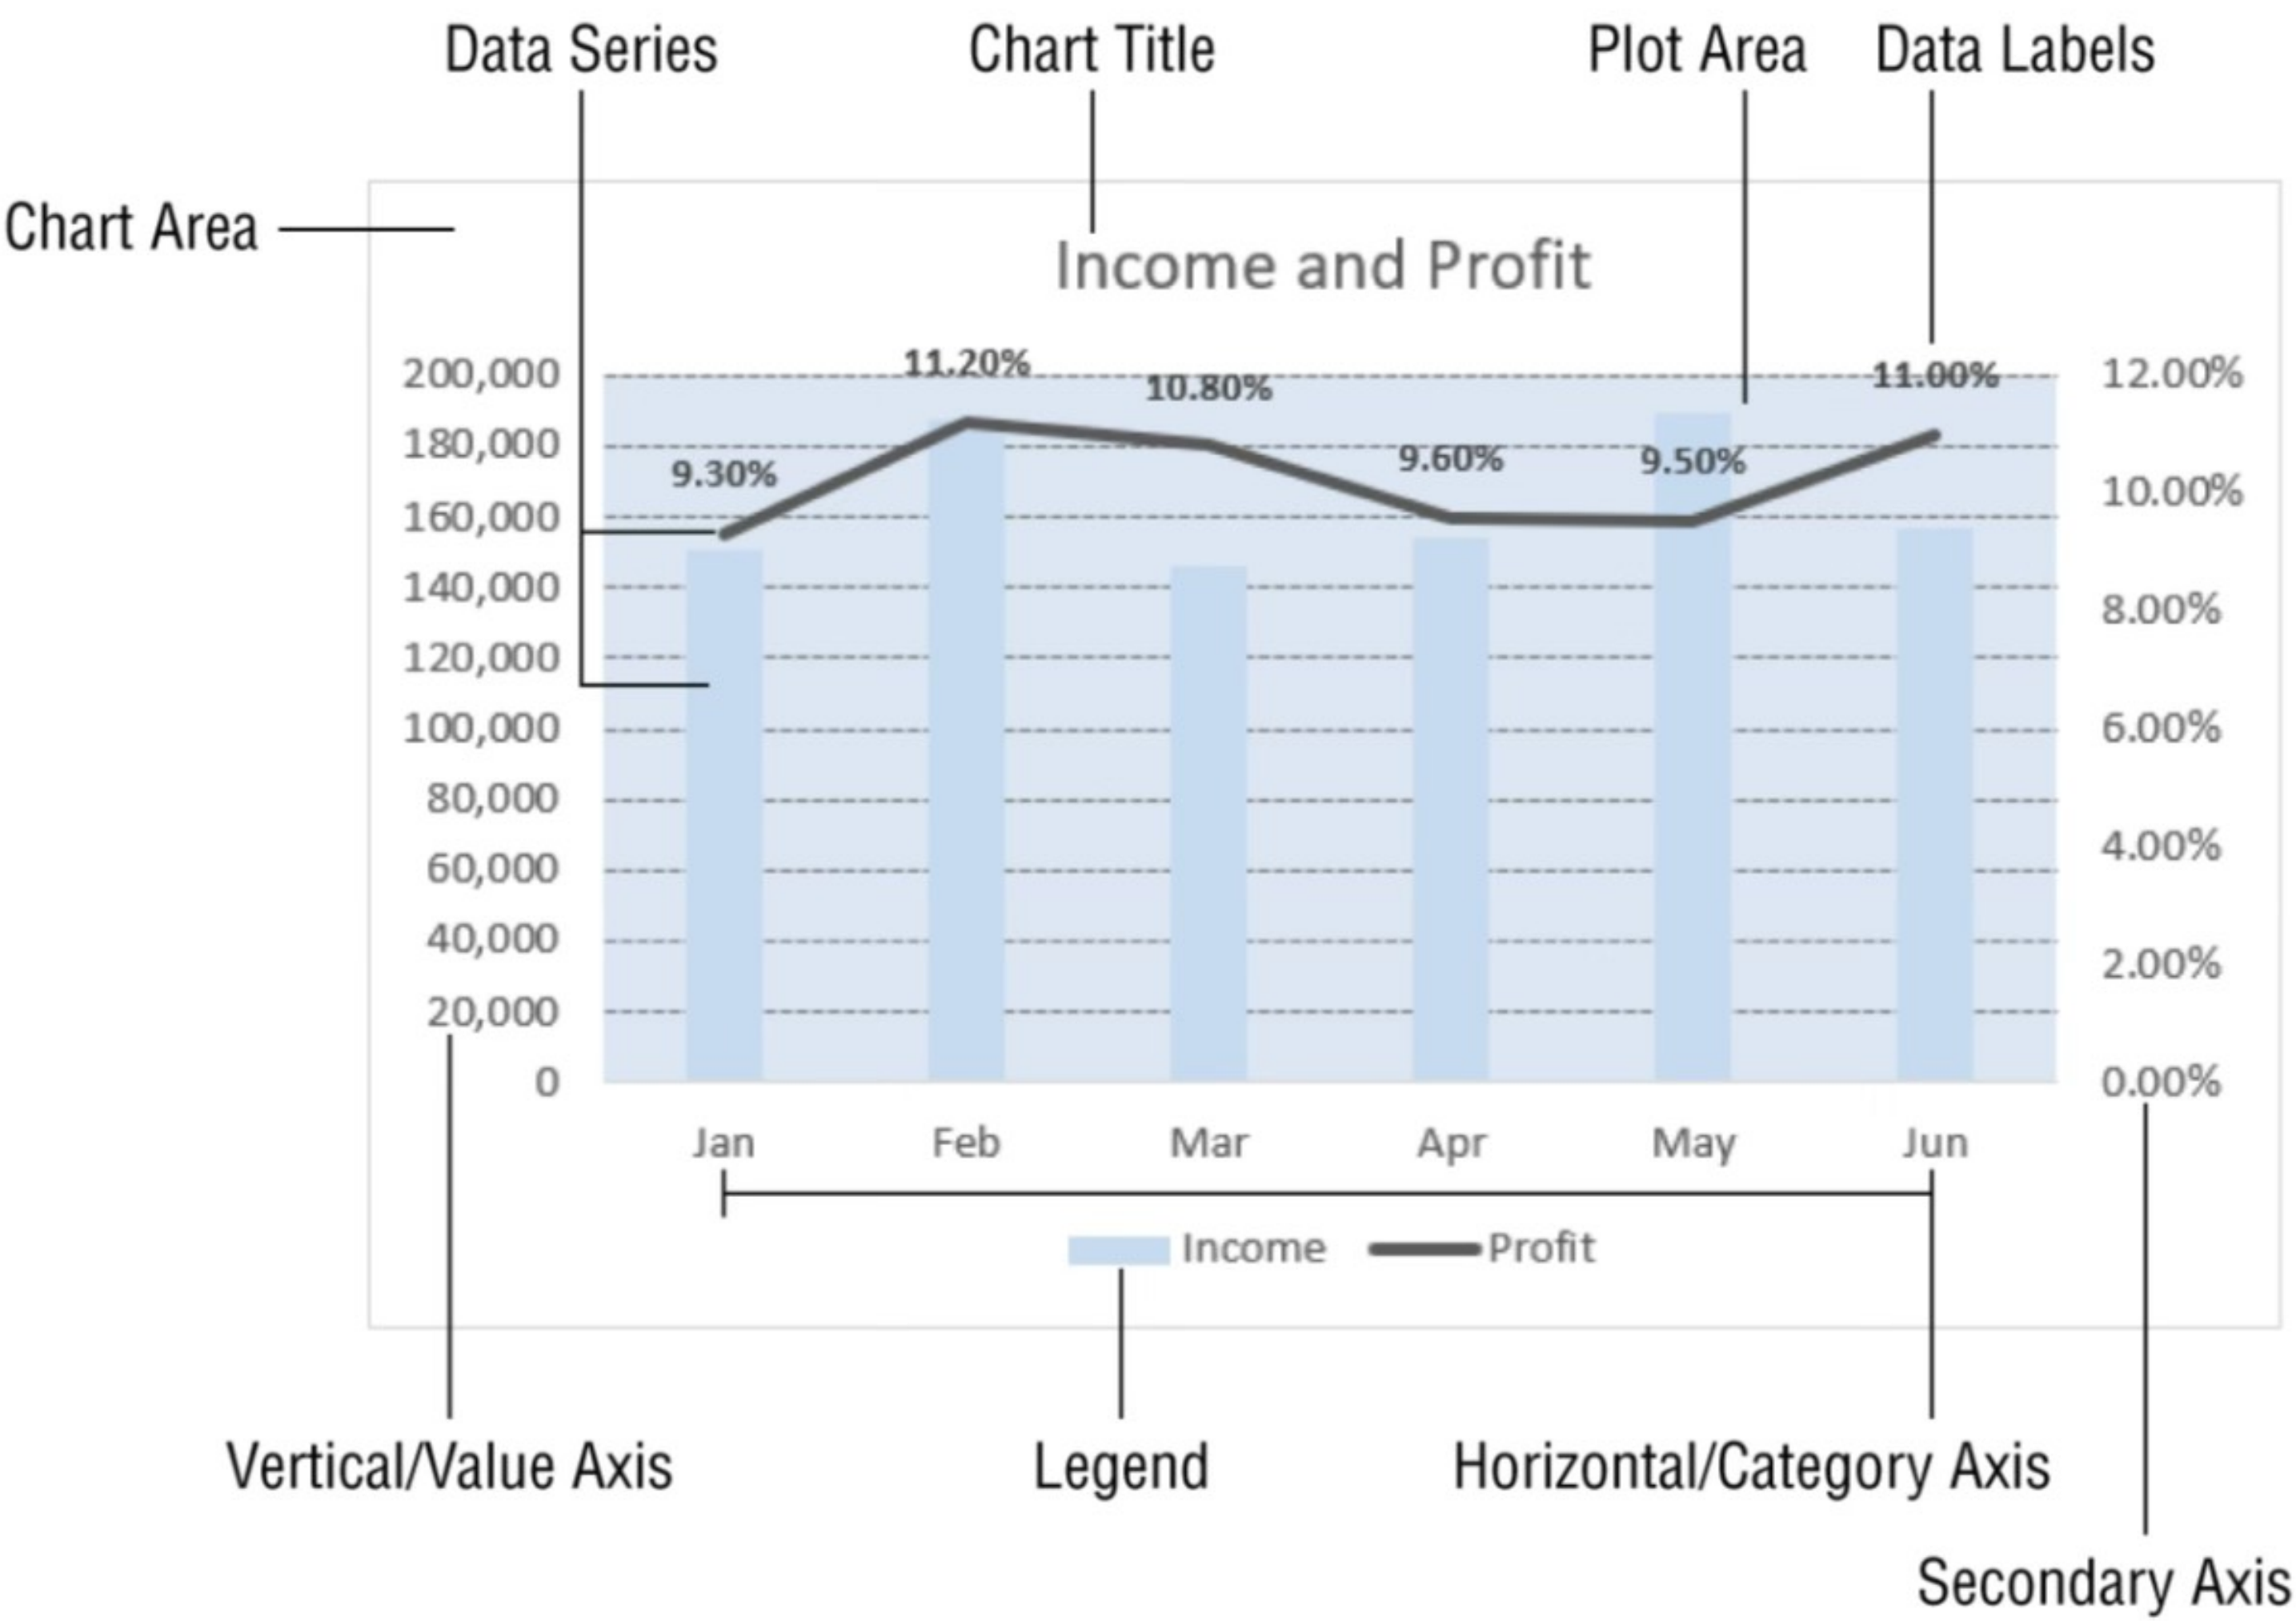 Data Series
Chart Title
Plot Area
Data Labels
Chart Area
Income and Profit
200,000
180,000
160,000
140,000
120,000
100,000
80,000
60,000
40,000
20,000
0
9.30%
11.20%
10.80%
9.60%
9.50%
11.00%
12.00%
10.00%
8.00%
6.00%
4.00%
2.00%
0.00%
Jan Feb Mar Apr May Jun
Income Profit
Vertical/Value Axis
Legend
Horizontal/Category Axis
Secondary Axis